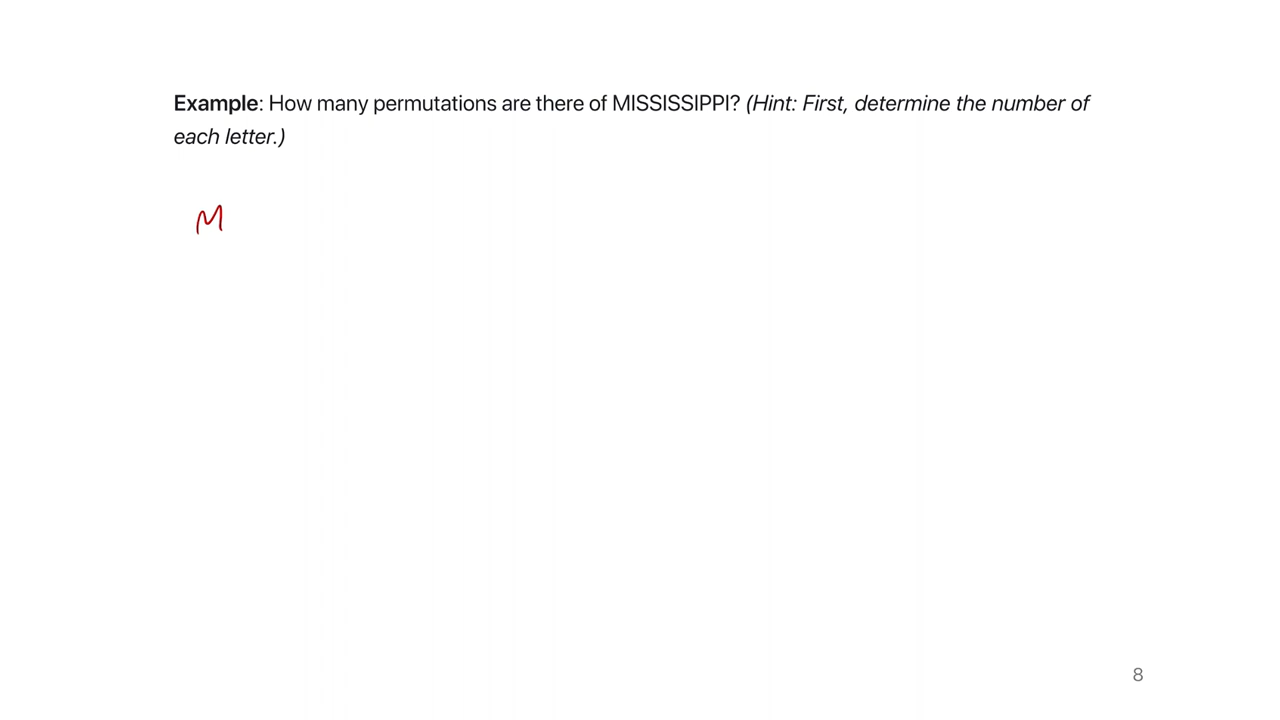 Example: How many permutations are there of MISSISSIPPI? (Hint: First, determine the number of
each letter.)
M
8